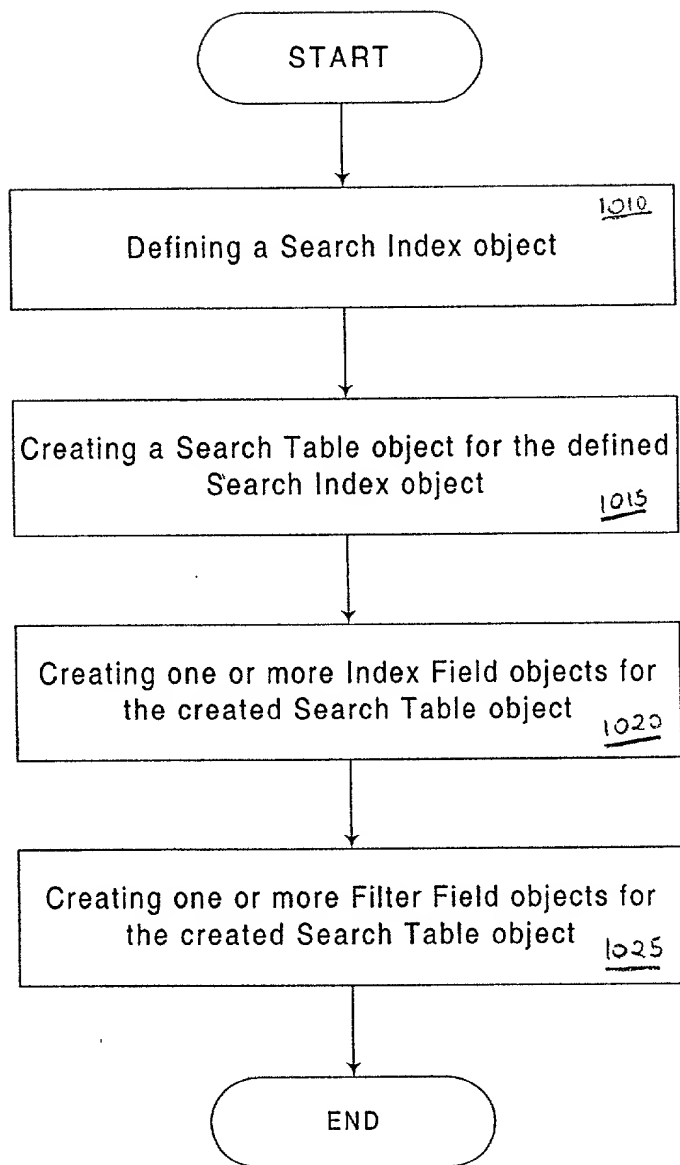 START
1010
Defining a Search Index object
Creating a Search Table object for the defined
Search Index object
1015
Creating one or more Index Field objects for
the created Search Table object
1020
Creating one or more Filter Field objects for
the created Search Table object
1025
END